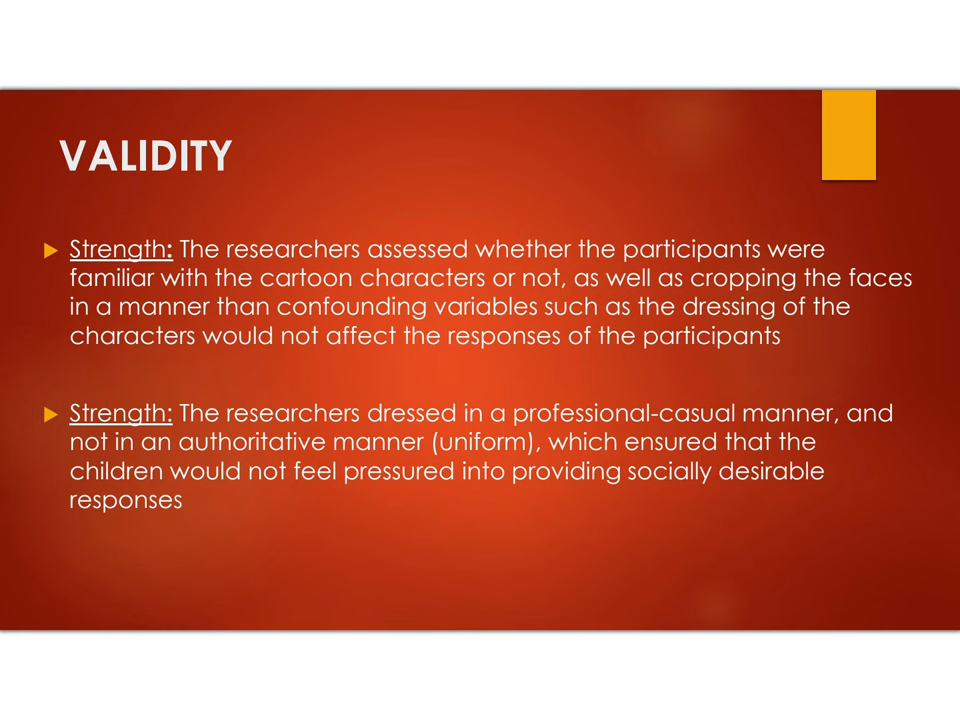 VALIDITY
Strength: The researchers assessed whether the participants were
familiar with the cartoon characters or not, as well as cropping the faces
in a manner than confounding variables such as the dressing of the
characters would not affect the responses of the participants
Strength: The researchers dressed in a professional-casual manner, and
not in an authoritative manner (uniform), which ensured that the
children would not feel pressured into providing socially desirable
responses